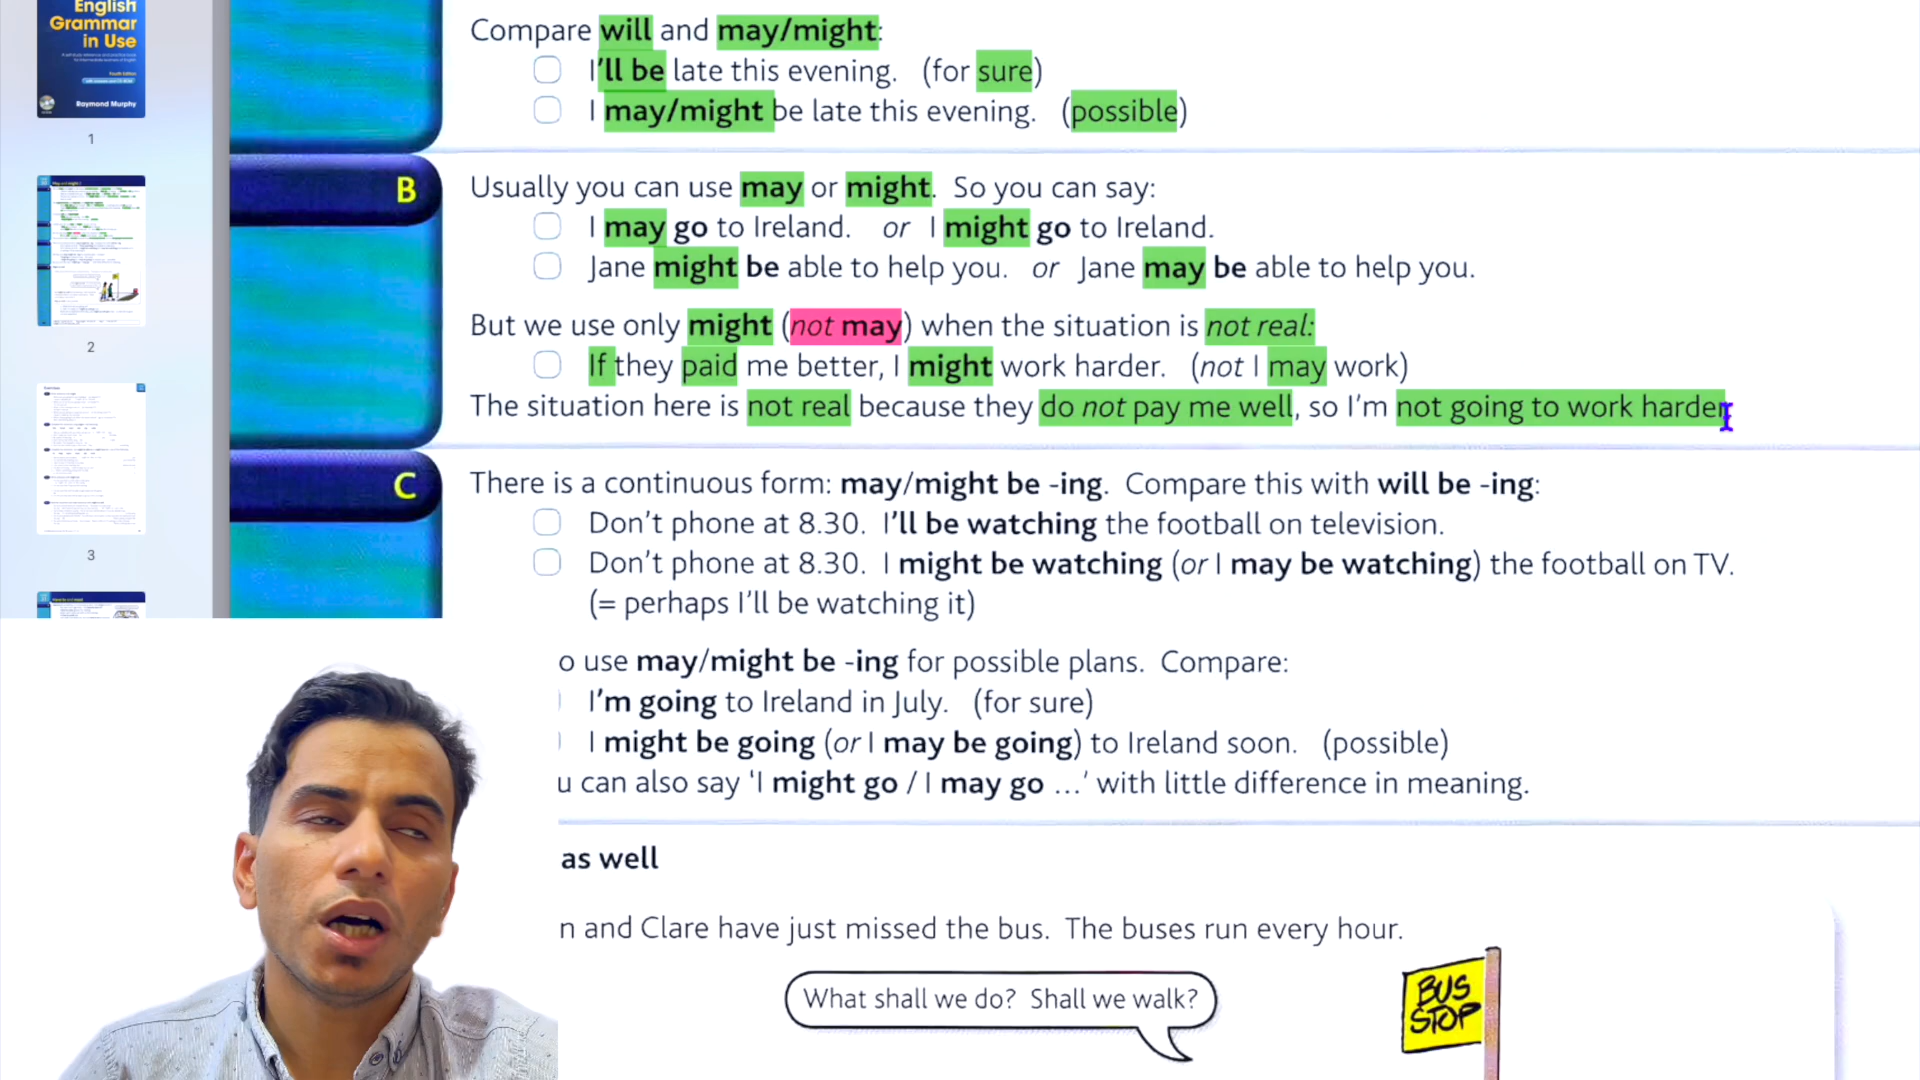 English
Grammar
in Use
Fourth Edition
Raymond Murphy
1
2
3
Compare will and may/might:
I'll be late this evening. (for sure)
I may/might be late this evening. (possible)
B
Usually you can use may or might. So you can say:
I may go to Ireland. or I might go to Ireland.
Jane might be able to help you. or Jane may be able to help you.
But we use only might (not may) when the situation is not real:
If they paid me better, I might work harder. (not I may work)
The situation here is not real because they do not pay me well, so I'm not going to work harder
C
There is a continuous form: may/might be -ing. Compare this with will be -ing:
Don't phone at 8.30. I'll be watching the football on television.
Don't phone at 8.30. I might be watching (or I may be watching) the football on TV.
(= perhaps I'll be watching it)
o use may/might be -ing for possible plans. Compare:
I'm going to Ireland in July. (for sure)
I might be going (or I may be going) to Ireland soon. (possible)
u can also say 'I might go / I may go ...' with little difference in meaning.
as well
n and Clare have just missed the bus. The buses run every hour.
What shall we do? Shall we walk?
BUS
STOP